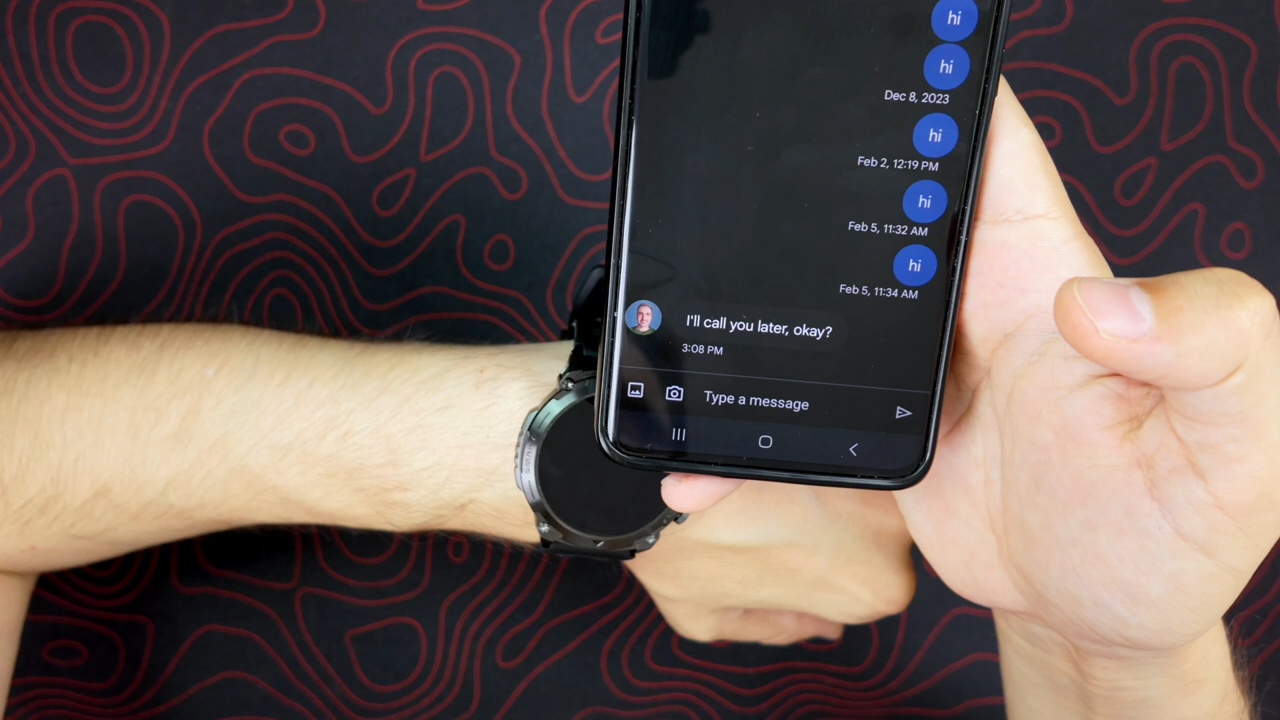 hi
hi
Dec 8, 2023
hi
Feb 2, 12:19 PM
hi
Feb 5, 11:32 AM
hi
Feb 5, 11:34 AM
I'll call you later, okay?
3:08 PM
Type a message